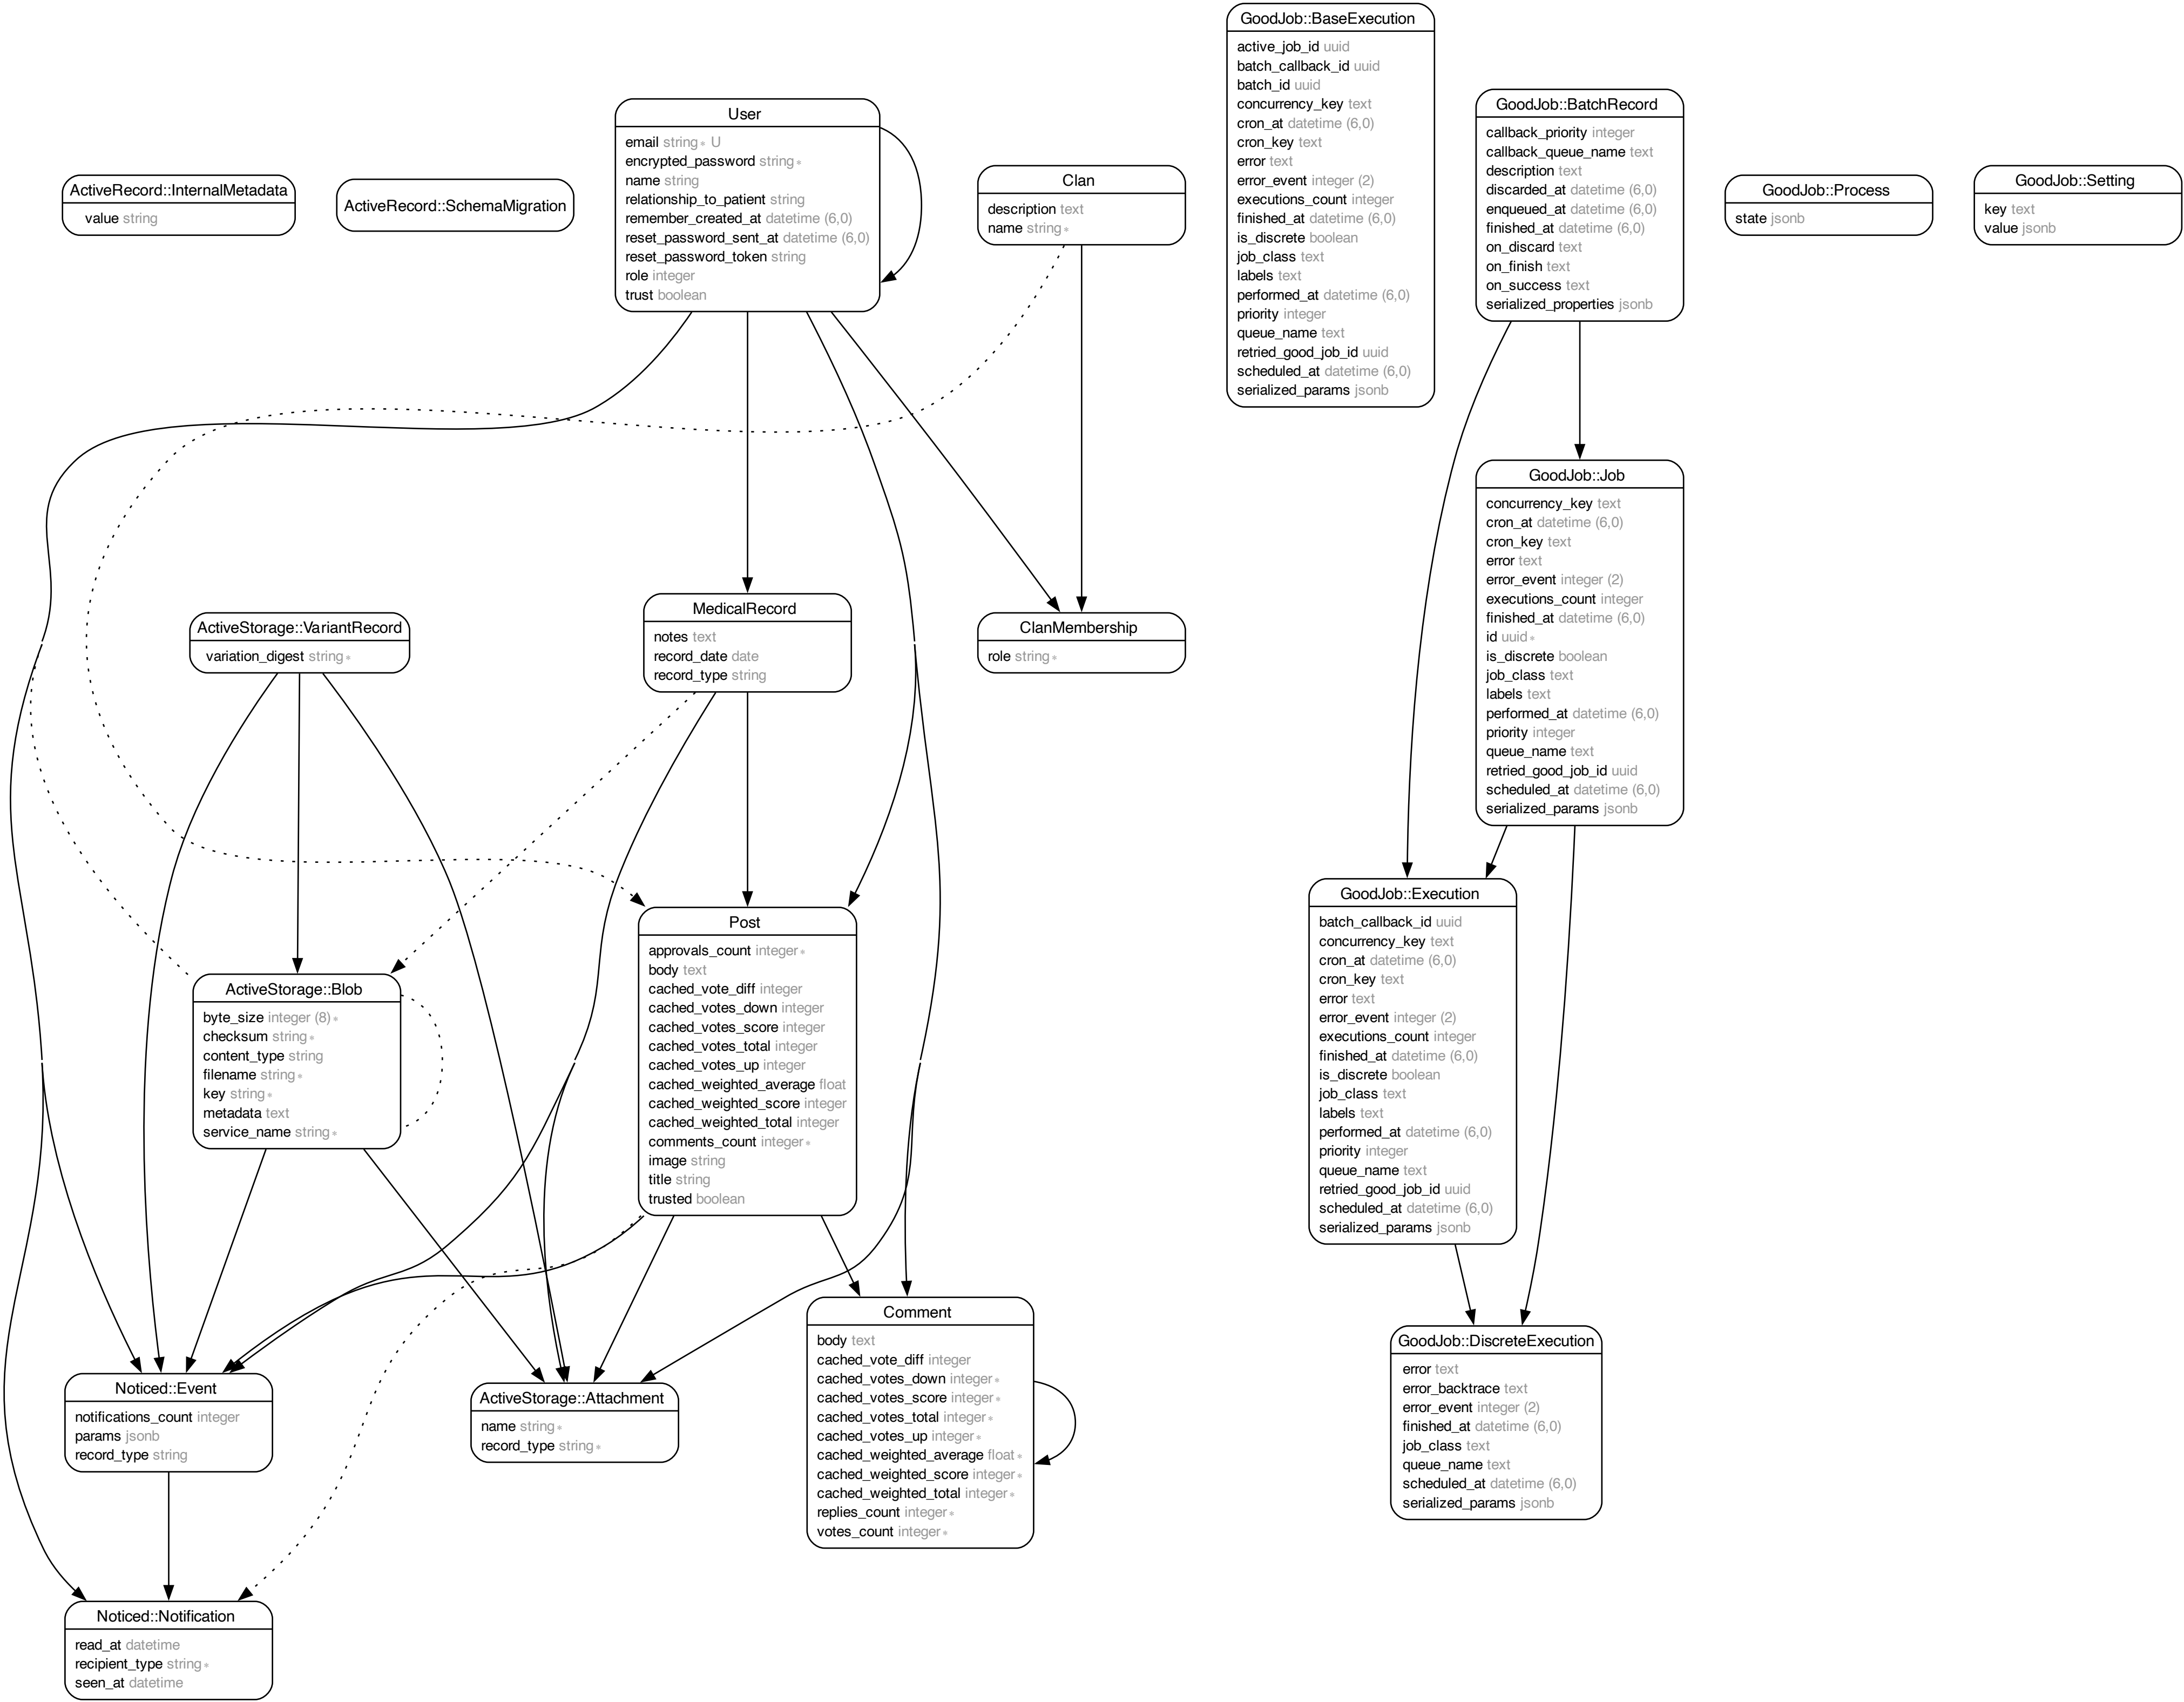 GoodJob::BaseExecution
active_job_id uuid
batch_callback_id uuid
batch_id uuid
concurrency_key text
cron_at datetime (6,0)
cron_key text
error text
error_event integer (2)
executions_count integer
finished_at datetime (6,0)
is_discrete boolean
job_class text
labels text
performed_at datetime (6,0)
priority integer
queue_name text
retried_good_job_id uuid
scheduled_at datetime (6,0)
serialized_params jsonb
GoodJob::BatchRecord
callback_priority integer
callback_queue_name text
description text
discarded_at datetime (6,0)
enqueued_at datetime (6,0)
finished_at datetime (6,0)
on_discard text
on_finish text
on_success text
serialized_properties jsonb
User
email string∗ U
encrypted_password string∗
name string
relationship_to_patient string
remember_created_at datetime (6,0)
reset_password_sent_at datetime (6,0)
reset_password_token string
role integer
trust boolean
ActiveRecord::InternalMetadata
value string
ActiveRecord::SchemaMigration
Clan
description text
name string∗
GoodJob::Process
state jsonb
GoodJob::Setting
key text
value jsonb
GoodJob::Job
concurrency_key text
cron_at datetime (6,0)
cron_key text
error text
error_event integer (2)
executions_count integer
finished_at datetime (6,0)
id uuid∗
is_discrete boolean
job_class text
labels text
performed_at datetime (6,0)
priority integer
queue_name text
retried_good_job_id uuid
scheduled_at datetime (6,0)
serialized_params jsonb
ActiveStorage::VariantRecord
variation_digest string∗
MedicalRecord
notes text
record_date date
record_type string
ClanMembership
role string∗
GoodJob::Execution
batch_callback_id uuid
concurrency_key text
cron_at datetime (6,0)
cron_key text
error text
error_event integer (2)
executions_count integer
finished_at datetime (6,0)
is_discrete boolean
job_class text
labels text
performed_at datetime (6,0)
priority integer
queue_name text
retried_good_job_id uuid
scheduled_at datetime (6,0)
serialized_params jsonb
Post
approvals_count integer∗
body text
cached_vote_diff integer
cached_votes_down integer
cached_votes_score integer
cached_votes_total integer
cached_votes_up integer
cached_weighted_average float
cached_weighted_score integer
cached_weighted_total integer
comments_count integer∗
image string
title string
trusted boolean
ActiveStorage::Blob
byte_size integer (8)∗
checksum string∗
content_type string
filename string∗
key string∗
metadata text
service_name string∗
Comment
body text
cached_vote_diff integer
cached_votes_down integer∗
cached_votes_score integer∗
cached_votes_total integer∗
cached_votes_up integer∗
cached_weighted_average float∗
cached_weighted_score integer∗
cached_weighted_total integer∗
replies_count integer∗
votes_count integer∗
GoodJob::DiscreteExecution
error text
error_backtrace text
error_event integer (2)
finished_at datetime (6,0)
job_class text
queue_name text
scheduled_at datetime (6,0)
serialized_params jsonb
Noticed::Event
notifications_count integer
params jsonb
record_type string
ActiveStorage::Attachment
name string∗
record_type string∗
Noticed::Notification
read_at datetime
recipient_type string∗
seen_at datetime